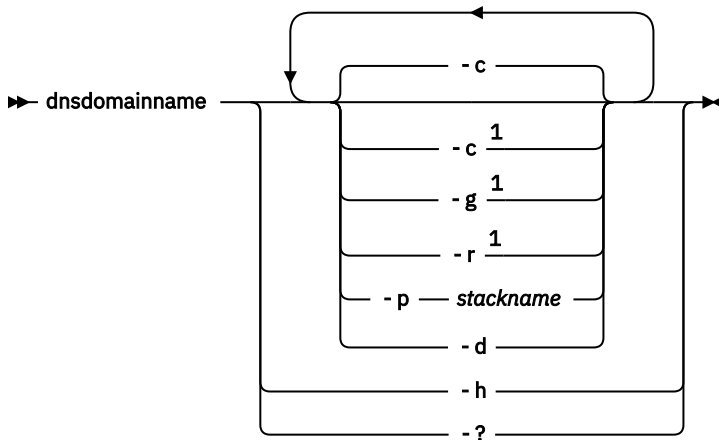 - c
dnsdomainname
- c 1
- g 1
- r 1
- p stackname
- d
- h
- ?